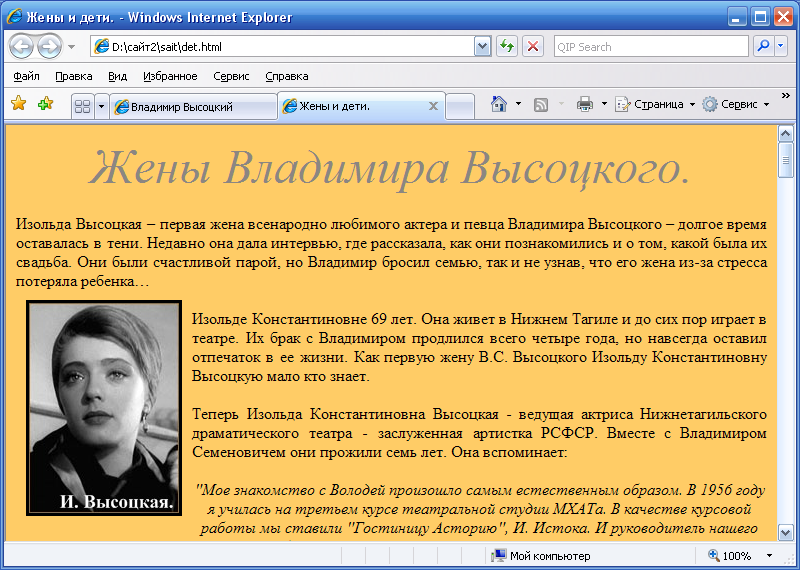 Жены и дети. - Windows Internet Explorer
D:\сайт2\sait\det.html
QIP Search
Файл Правка Вид Избранное Сервис Справка
Владимир Высоцкий
Жены и дети.
Страница
Сервис
Жены Владимира Высоцкого.
Изольда Высоцкая – первая жена всенародно любимого актера и певца Владимира Высоцкого – долгое время
оставалась в тени. Недавно она дала интервью, где рассказала, как они познакомились и о том, какой была их
свадьба. Они были счастливой парой, но Владимир бросил семью, так и не узнав, что его жена из-за стресса
потеряла ребенка…
Изольде Константиновне 69 лет. Она живет в Нижнем Тагиле и до сих пор играет в
театре. Их брак с Владимиром продлился всего четыре года, но навсегда оставил
отпечаток в ее жизни. Как первую жену В.С. Высоцкого Изольду Константиновну
Высоцкую мало кто знает.
Теперь Изольда Константиновна Высоцкая - ведущая актриса Нижнетагильского
драматического театра - заслуженная артистка РСФСР. Вместе с Владимиром
Семеновичем они прожили семь лет. Она вспоминает:
И. Высоцкая.
"Мое знакомство с Володей произошло самым естественным образом. В 1956 году
я училась на третьем курсе театральной студии МХАТа. В качестве курсовой
работы мы ставили "Гостиницу Асторию", И. Истока. И руководитель нашего
Мой компьютер
100%